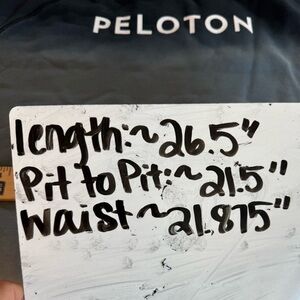 PELOTON
length:~26.5"
Pit to Pit:~21.5"
Waist~21.875"